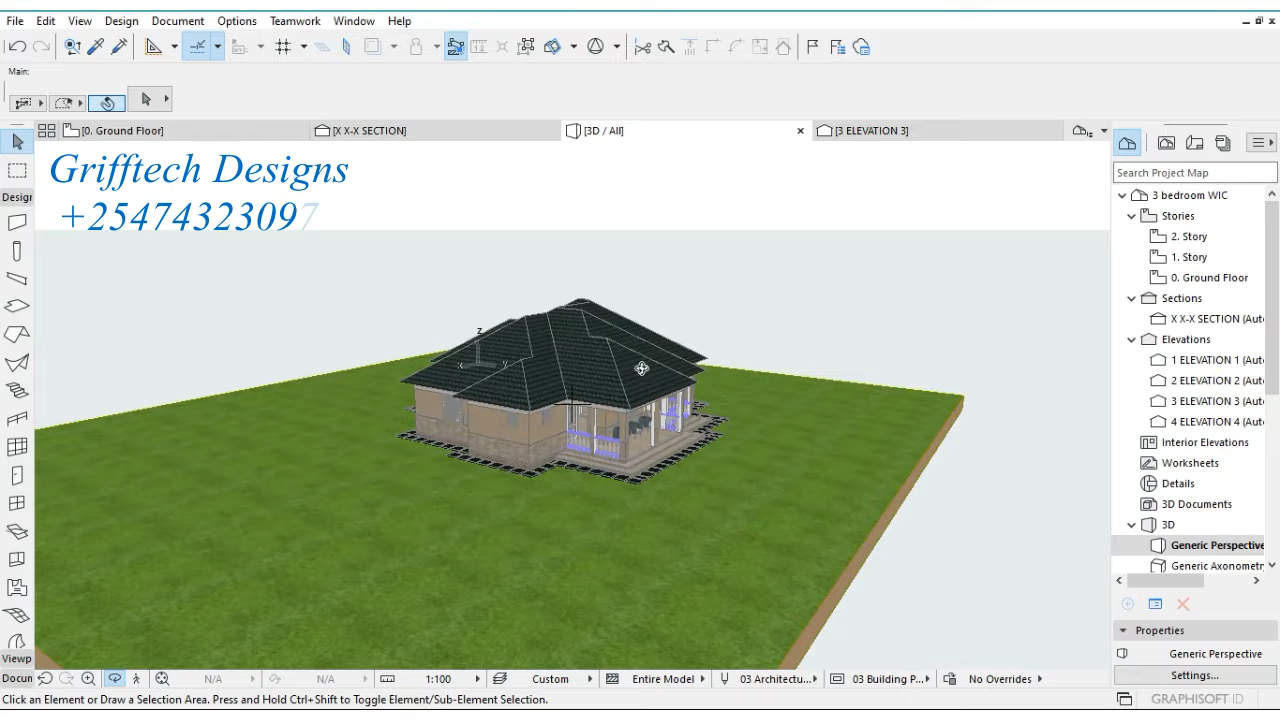 File Edit View Design Document Options Teamwork Window Help
Main:
[0. Ground Floor] [X X-X SECTION] [3D / All] [3 ELEVATION 3]
Grifftech Designs
+25474323097
Design
Search Project Map
3 bedroom WIC
Stories
2. Story
1. Story
0. Ground Floor
Sections
X X-X SECTION (Aut
Elevations
1 ELEVATION 1 (Aut
2 ELEVATION 2 (Aut
3 ELEVATION 3 (Aut
4 ELEVATION 4 (Aut
Interior Elevations
Worksheets
Details
3D Documents
3D
Generic Perspective
Generic Axonometr
Properties
Generic Perspective
Settings...
z
x y
Viewp
Docun N/A N/A 1:100 Custom Entire Model 03 Architectu... 03 Building P... No Overrides
Click an Element or Draw a Selection Area. Press and Hold Ctrl+Shift to Toggle Element/Sub-Element Selection.
GRAPHISOFT ID